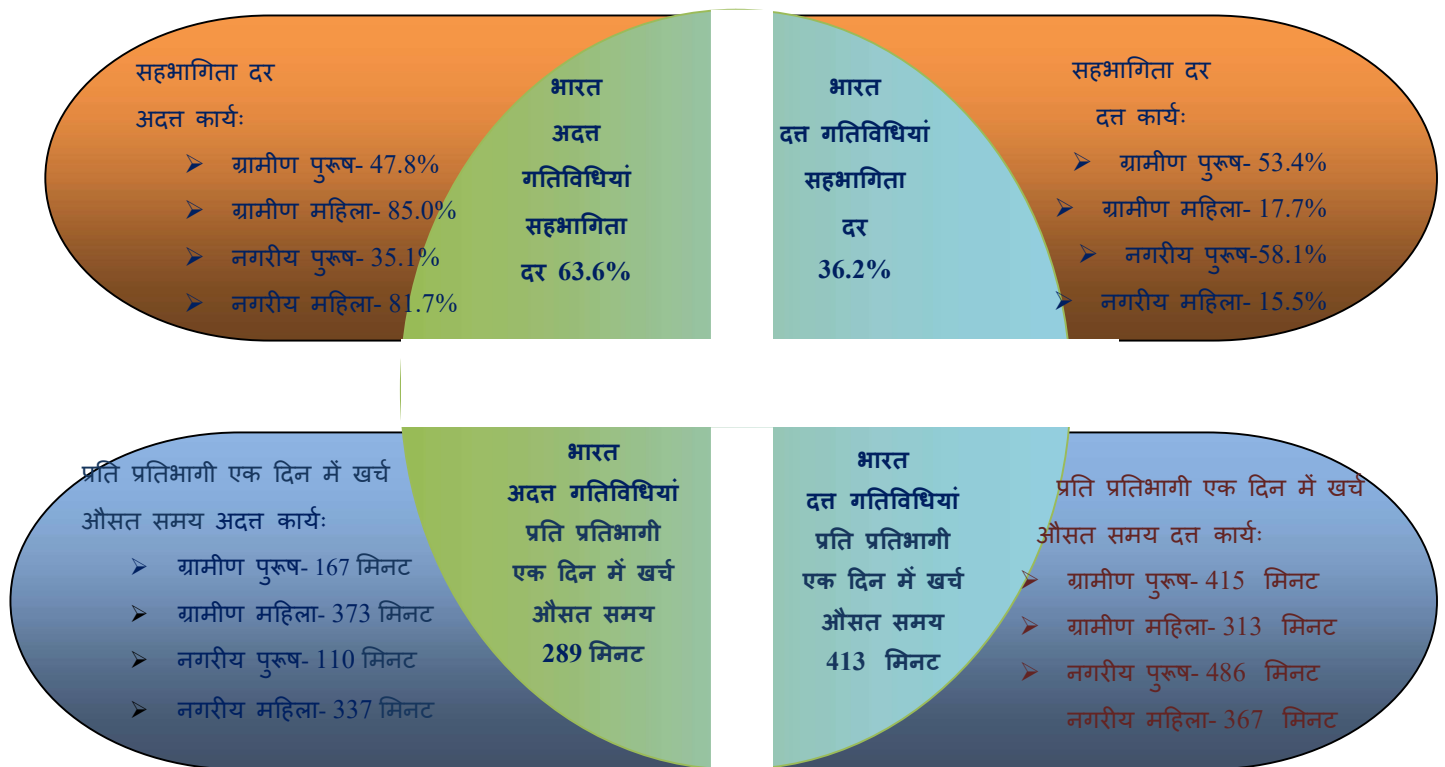 सहभागिता दर
अदत्त कार्यः
➢ ग्रामीण पुरूष- 47.8%
➢ ग्रामीण महिला- 85.0%
➢ नगरीय पुरूष- 35.1%
➢ नगरीय महिला- 81.7%
भारत
अदत्त
गतिविधियां
सहभागिता
दर 63.6%
भारत
दत्त गतिविधियां
सहभागिता
दर
36.2%
सहभागिता दर
दत्त कार्यः
➢ ग्रामीण पुरूष- 53.4%
➢ ग्रामीण महिला- 17.7%
➢ नगरीय पुरूष-58.1%
➢ नगरीय महिला- 15.5%
प्रति प्रतिभागी एक दिन में खर्च
औसत समय अदत्त कार्यः
➢ ग्रामीण पुरूष- 167 मिनट
➢ ग्रामीण महिला- 373 मिनट
➢ नगरीय पुरूष- 110 मिनट
➢ नगरीय महिला- 337 मिनट
भारत
अदत्त गतिविधियां
प्रति प्रतिभागी
एक दिन में खर्च
औसत समय
289 मिनट
भारत
दत्त गतिविधियां
प्रति प्रतिभागी
एक दिन में खर्च
औसत समय
413 मिनट
प्रति प्रतिभागी एक दिन में खर्च
औसत समय दत्त कार्यः
➢ ग्रामीण पुरूष- 415 मिनट
➢ ग्रामीण महिला- 313 मिनट
➢ नगरीय पुरूष- 486 मिनट
नगरीय महिला- 367 मिनट